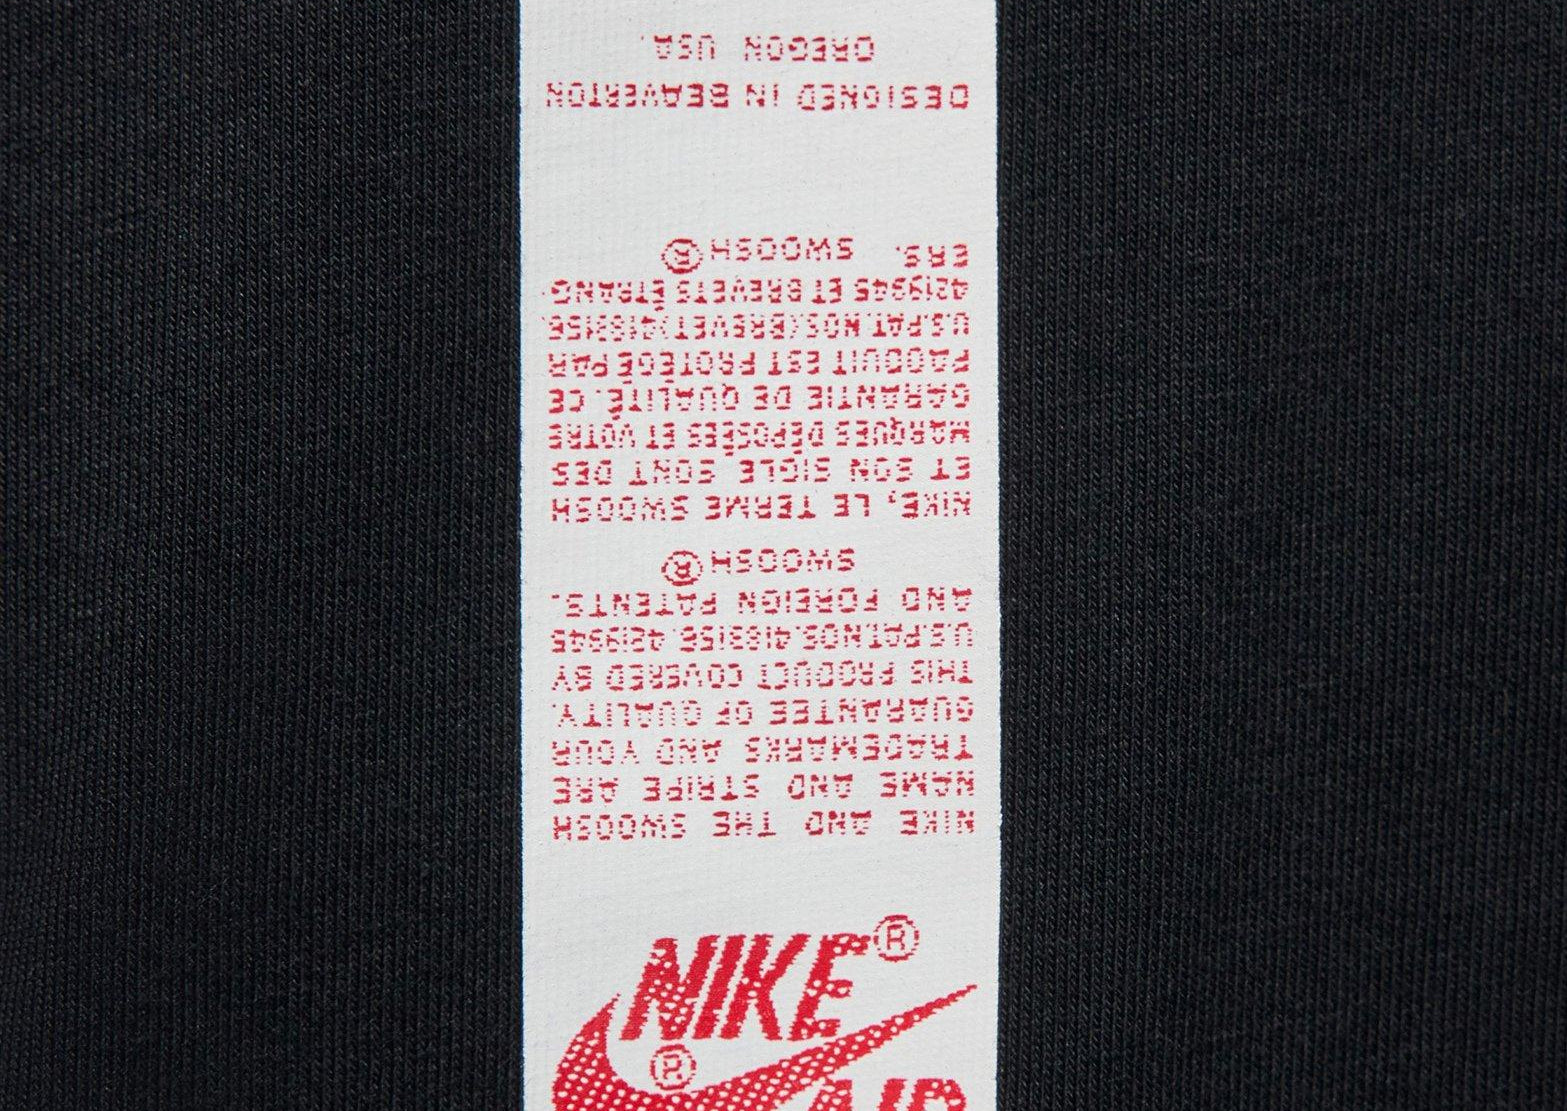 NIKE®
®
AIR
NIKE AND THE SWOOSH
NAME AND STRIPE ARE
TRADEMARKS AND YOUR
GUARANTEE OF QUALITY.
THIS PRODUCT COVERED BY
U.S.PAT.NOS.4183156. 4219945
AND FOREIGN PATENTS.
SWOOSH®
NIKE, LE TERME SWOOSH
ET SON SIGLE SONT DES
MARQUES DÉPOSÉES ET VOTRE
GARANTIE DE QUALITÉ. CE
PRODUIT EST PROTÉGÉ PAR
U.S.PAT.NOS.(BREVET)4183156.
4219945 ET BREVETS ÉTRANG
ERS. SWOOSH®
DESIGNED IN BEAVERTON
OREGON USA.